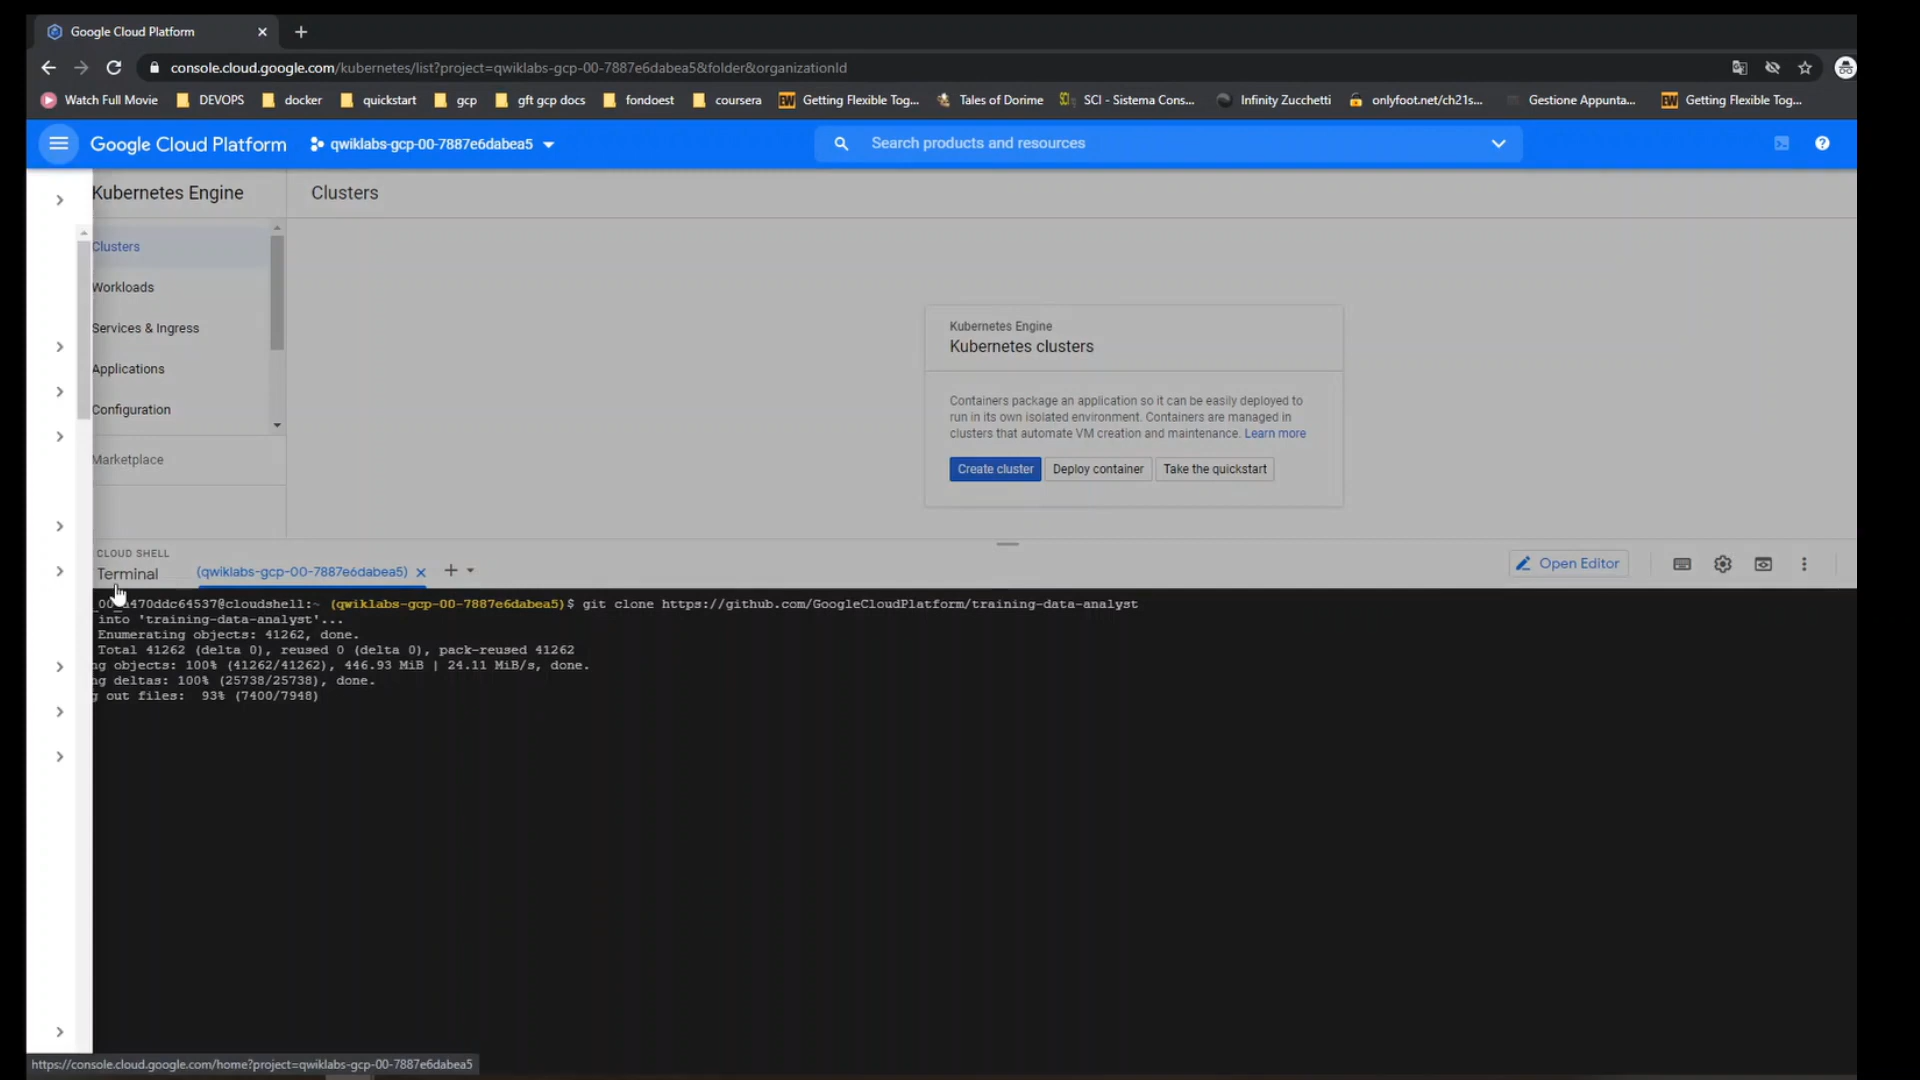 Google Cloud Platform
console.cloud.google.com/kubernetes/list?project=qwiklabs-gcp-00-7887e6dabea5&folder&organizationId
Watch Full Movie DEVOPS docker quickstart gcp gft gcp docs fondoest coursera Getting Flexible Tog... Tales of Dorime SCI - Sistema Cons... Infinity Zucchetti onlyfoot.net/ch21s... Gestione Appunta... Getting Flexible Tog...
Google Cloud Platform qwiklabs-gcp-00-7887e6dabea5 Search products and resources
Kubernetes Engine
Clusters
Clusters
Workloads
Services & Ingress
Applications
Configuration
Marketplace
Kubernetes Engine
Kubernetes clusters
Containers package an application so it can be easily deployed to
run in its own isolated environment. Containers are managed in
clusters that automate VM creation and maintenance. Learn more
Create cluster Deploy container Take the quickstart
CLOUD SHELL
Terminal (qwiklabs-gcp-00-7887e6dabea5) Open Editor
a470ddc64537@cloudshell:~ (qwiklabs-gcp-00-7887e6dabea5)$ git clone https://github.com/GoogleCloudPlatform/training-data-analyst
into 'training-data-analyst'...
Enumerating objects: 41262, done.
Total 41262 (delta 0), reused 0 (delta 0), pack-reused 41262
ng objects: 100% (41262/41262), 446.93 MiB | 24.11 MiB/s, done.
ng deltas: 100% (25738/25738), done.
g out files: 93% (7400/7948)
https://console.cloud.google.com/home?project=qwiklabs-gcp-00-7887e6dabea5